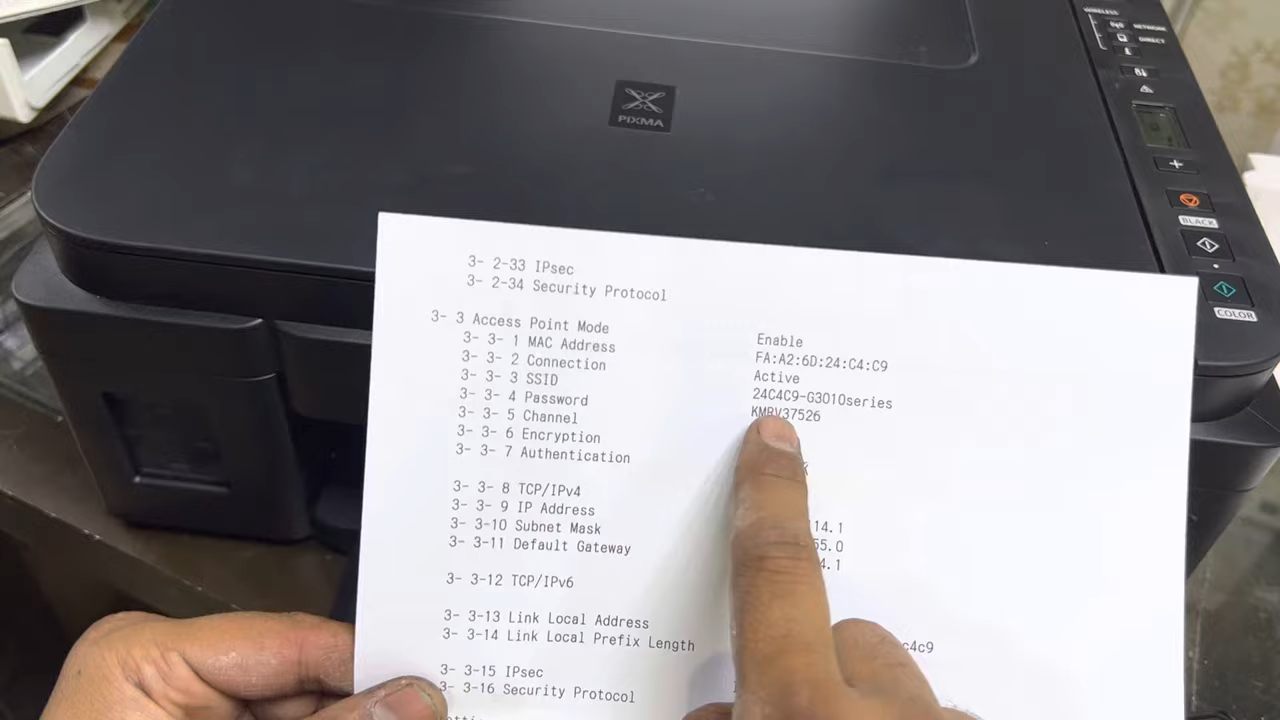 WIRELESS
NETWORK
DIRECT
PIXMA
BLACK
COLOR
3- 2-33 IPsec
3- 2-34 Security Protocol
3- 3 Access Point Mode Enable
3- 3- 1 MAC Address FA:A2:6D:24:C4:C9
3- 3- 2 Connection Active
3- 3- 3 SSID 24C4C9-G3010series
3- 3- 4 Password
3- 3- 5 Channel
3- 3- 6 Encryption
3- 3- 7 Authentication
3- 3- 8 TCP/IPv4
3- 3- 9 IP Address 14.1
3- 3-10 Subnet Mask 55.0
3- 3-11 Default Gateway 4.1
3- 3-12 TCP/IPv6
3- 3-13 Link Local Address c4c9
3- 3-14 Link Local Prefix Length
3- 3-15 IPsec
3- 3-16 Security Protocol